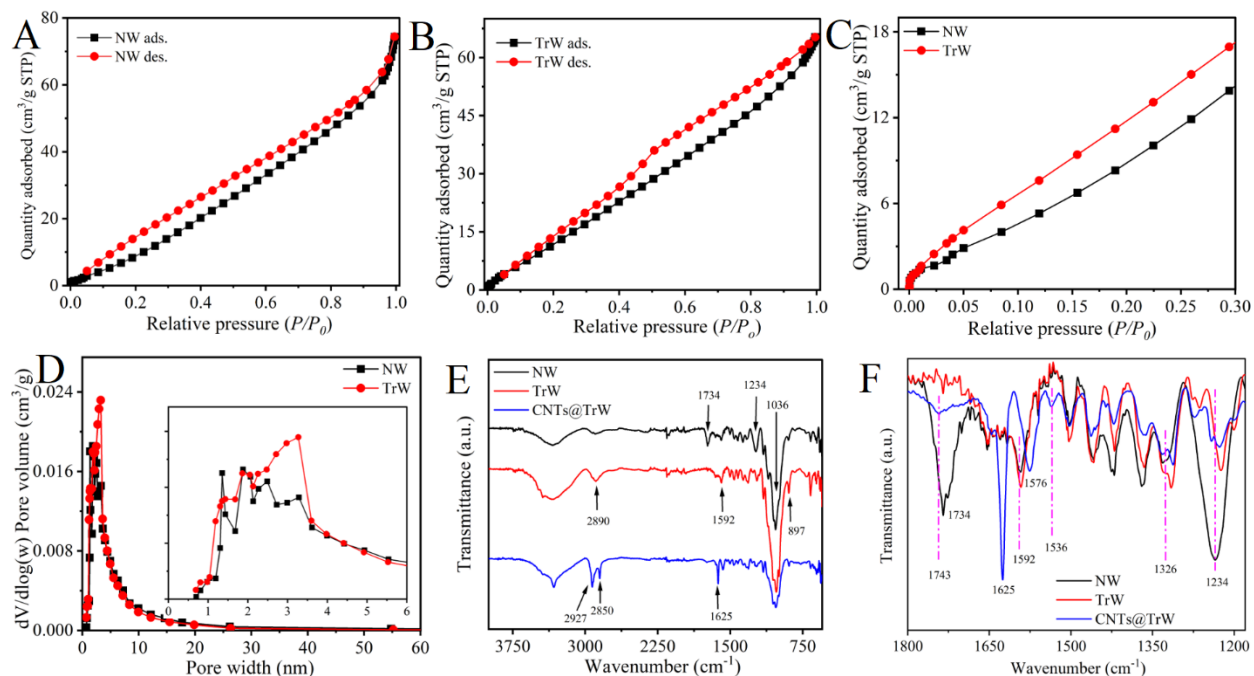 A
NW ads.
NW des.
Quantity adsorbed (cm³/g STP)
80
60
40
20
0
0.0 0.2 0.4 0.6 0.8 1.0
Relative pressure (P/P0)
B
TrW ads.
TrW des.
Quantity adsorbed (cm³/g STP)
60
45
30
15
0
0.0 0.2 0.4 0.6 0.8 1.0
Relative pressure (P/Po)
C
NW
TrW
Quantity adsorbed (cm³/g STP)
18
12
6
0
0.00 0.05 0.10 0.15 0.20 0.25 0.30
Relative pressure (P/P0)
D
NW
TrW
dV/dlog(w) Pore volume (cm³/g)
0.024
0.016
0.008
0.000
0 1 2 3 4 5 6
0 10 20 30 40 50 60
Pore width (nm)
E
NW
TrW
CNTs@TrW
1734
1234
1036
2890
1592
897
2927
2850
1625
Transmittance (a.u.)
3750 3000 2250 1500 750
Wavenumber (cm-1)
F
1734
1743
1625
1592
1576
1536
1326
1234
NW
TrW
CNTs@TrW
Transmittance (a.u.)
1800 1600 1500 1400 1300 1200
Wavenumber (cm-1)